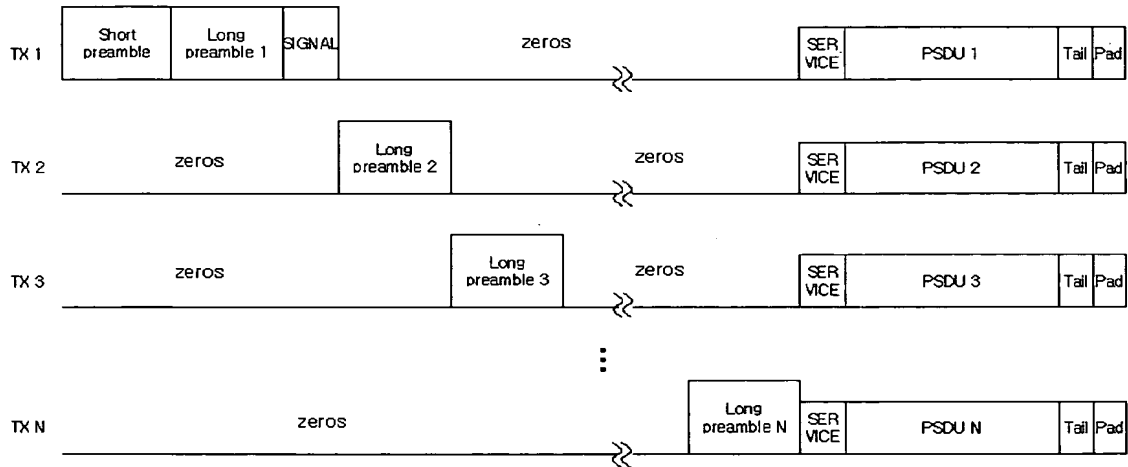 TX 1
Short
preamble
Long
preamble 1
SIGNAL
zeros
SER
VICE
PSDU 1
Tail
Pad
TX 2
zeros
Long
preamble 2
zeros
SER
VICE
PSDU 2
Tail
Pad
TX 3
zeros
Long
preamble 3
zeros
SER
VICE
PSDU 3
Tail
Pad
TX N
zeros
Long
preamble N
SER
VICE
PSDU N
Tail
Pad